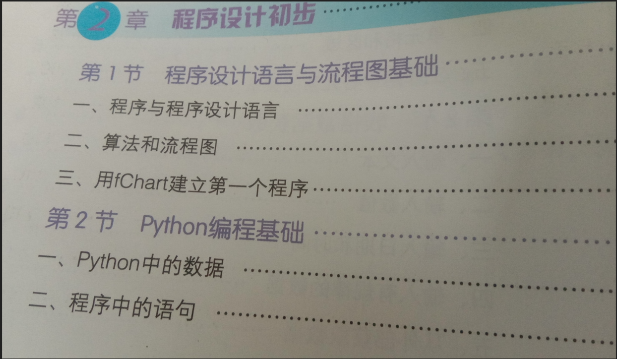 第2章 程序设计初步
第1节 程序设计语言与流程图基础
一、程序与程序设计语言
二、算法和流程图
三、用fChart建立第一个程序
第2节 Python编程基础
一、Python中的数据
二、程序中的语句